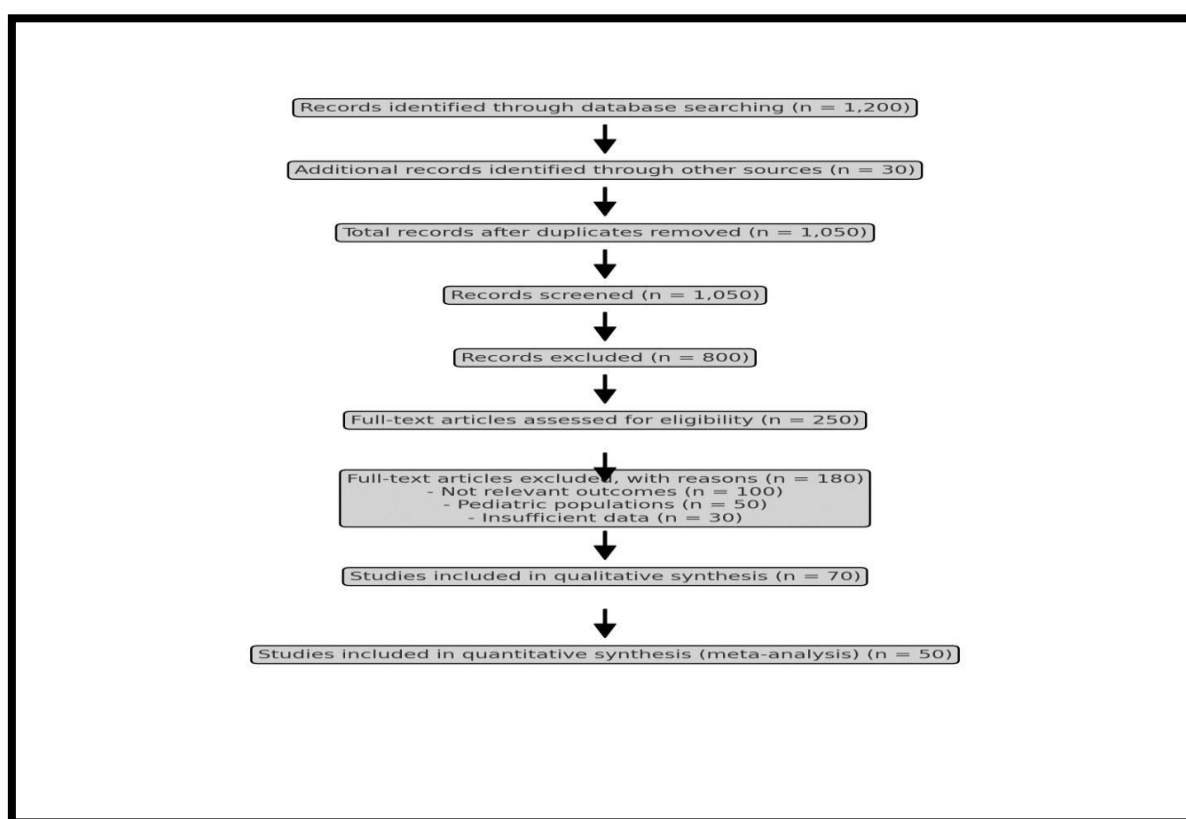 Records identified through database searching (n = 1,200)
Additional records identified through other sources (n = 30)
Total records after duplicates removed (n = 1,050)
Records screened (n = 1,050)
Records excluded (n = 800)
Full-text articles assessed for eligibility (n = 250)
Full-text articles excluded, with reasons (n = 180)
- Not relevant outcomes (n = 100)
- Pediatric populations (n = 50)
- Insufficient data (n = 30)
Studies included in qualitative synthesis (n = 70)
Studies included in quantitative synthesis (meta-analysis) (n = 50)